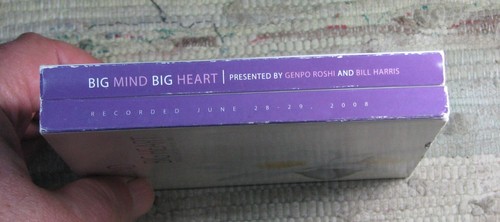 BIG MIND BIG HEART | PRESENTED BY GENPO ROSHI AND BILL HARRIS
RECORDED JUNE 28-29, 2008